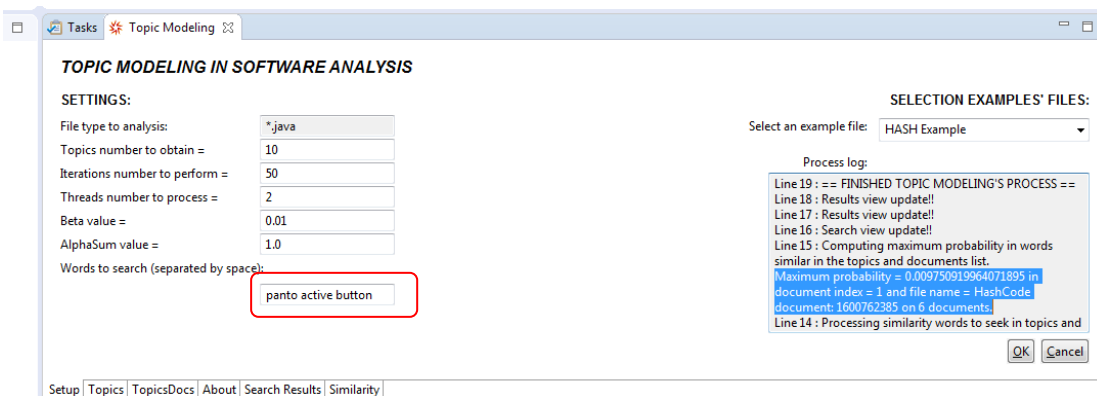 Tasks Topic Modeling
TOPIC MODELING IN SOFTWARE ANALYSIS
SETTINGS:
File type to analysis: *.java
Topics number to obtain = 10
Iterations number to perform = 50
Threads number to process = 2
Beta value = 0.01
AlphaSum value = 1.0
Words to search (separated by space):
panto active button
SELECTION EXAMPLES' FILES:
Select an example file: HASH Example
Process log:
Line 19 : == FINISHED TOPIC MODELING'S PROCESS ==
Line 18 : Results view update!!
Line 17 : Results view update!!
Line 16 : Search view update!!
Line 15 : Computing maximum probability in words
similar in the topics and documents list.
Maximum probability = 0.009750919964071895 in
document index = 1 and file name = HashCode
document: 1600762385 on 6 documents.
Line 14 : Processing similarity words to seek in topics and
OK Cancel
Setup Topics TopicsDocs About Search Results Similarity